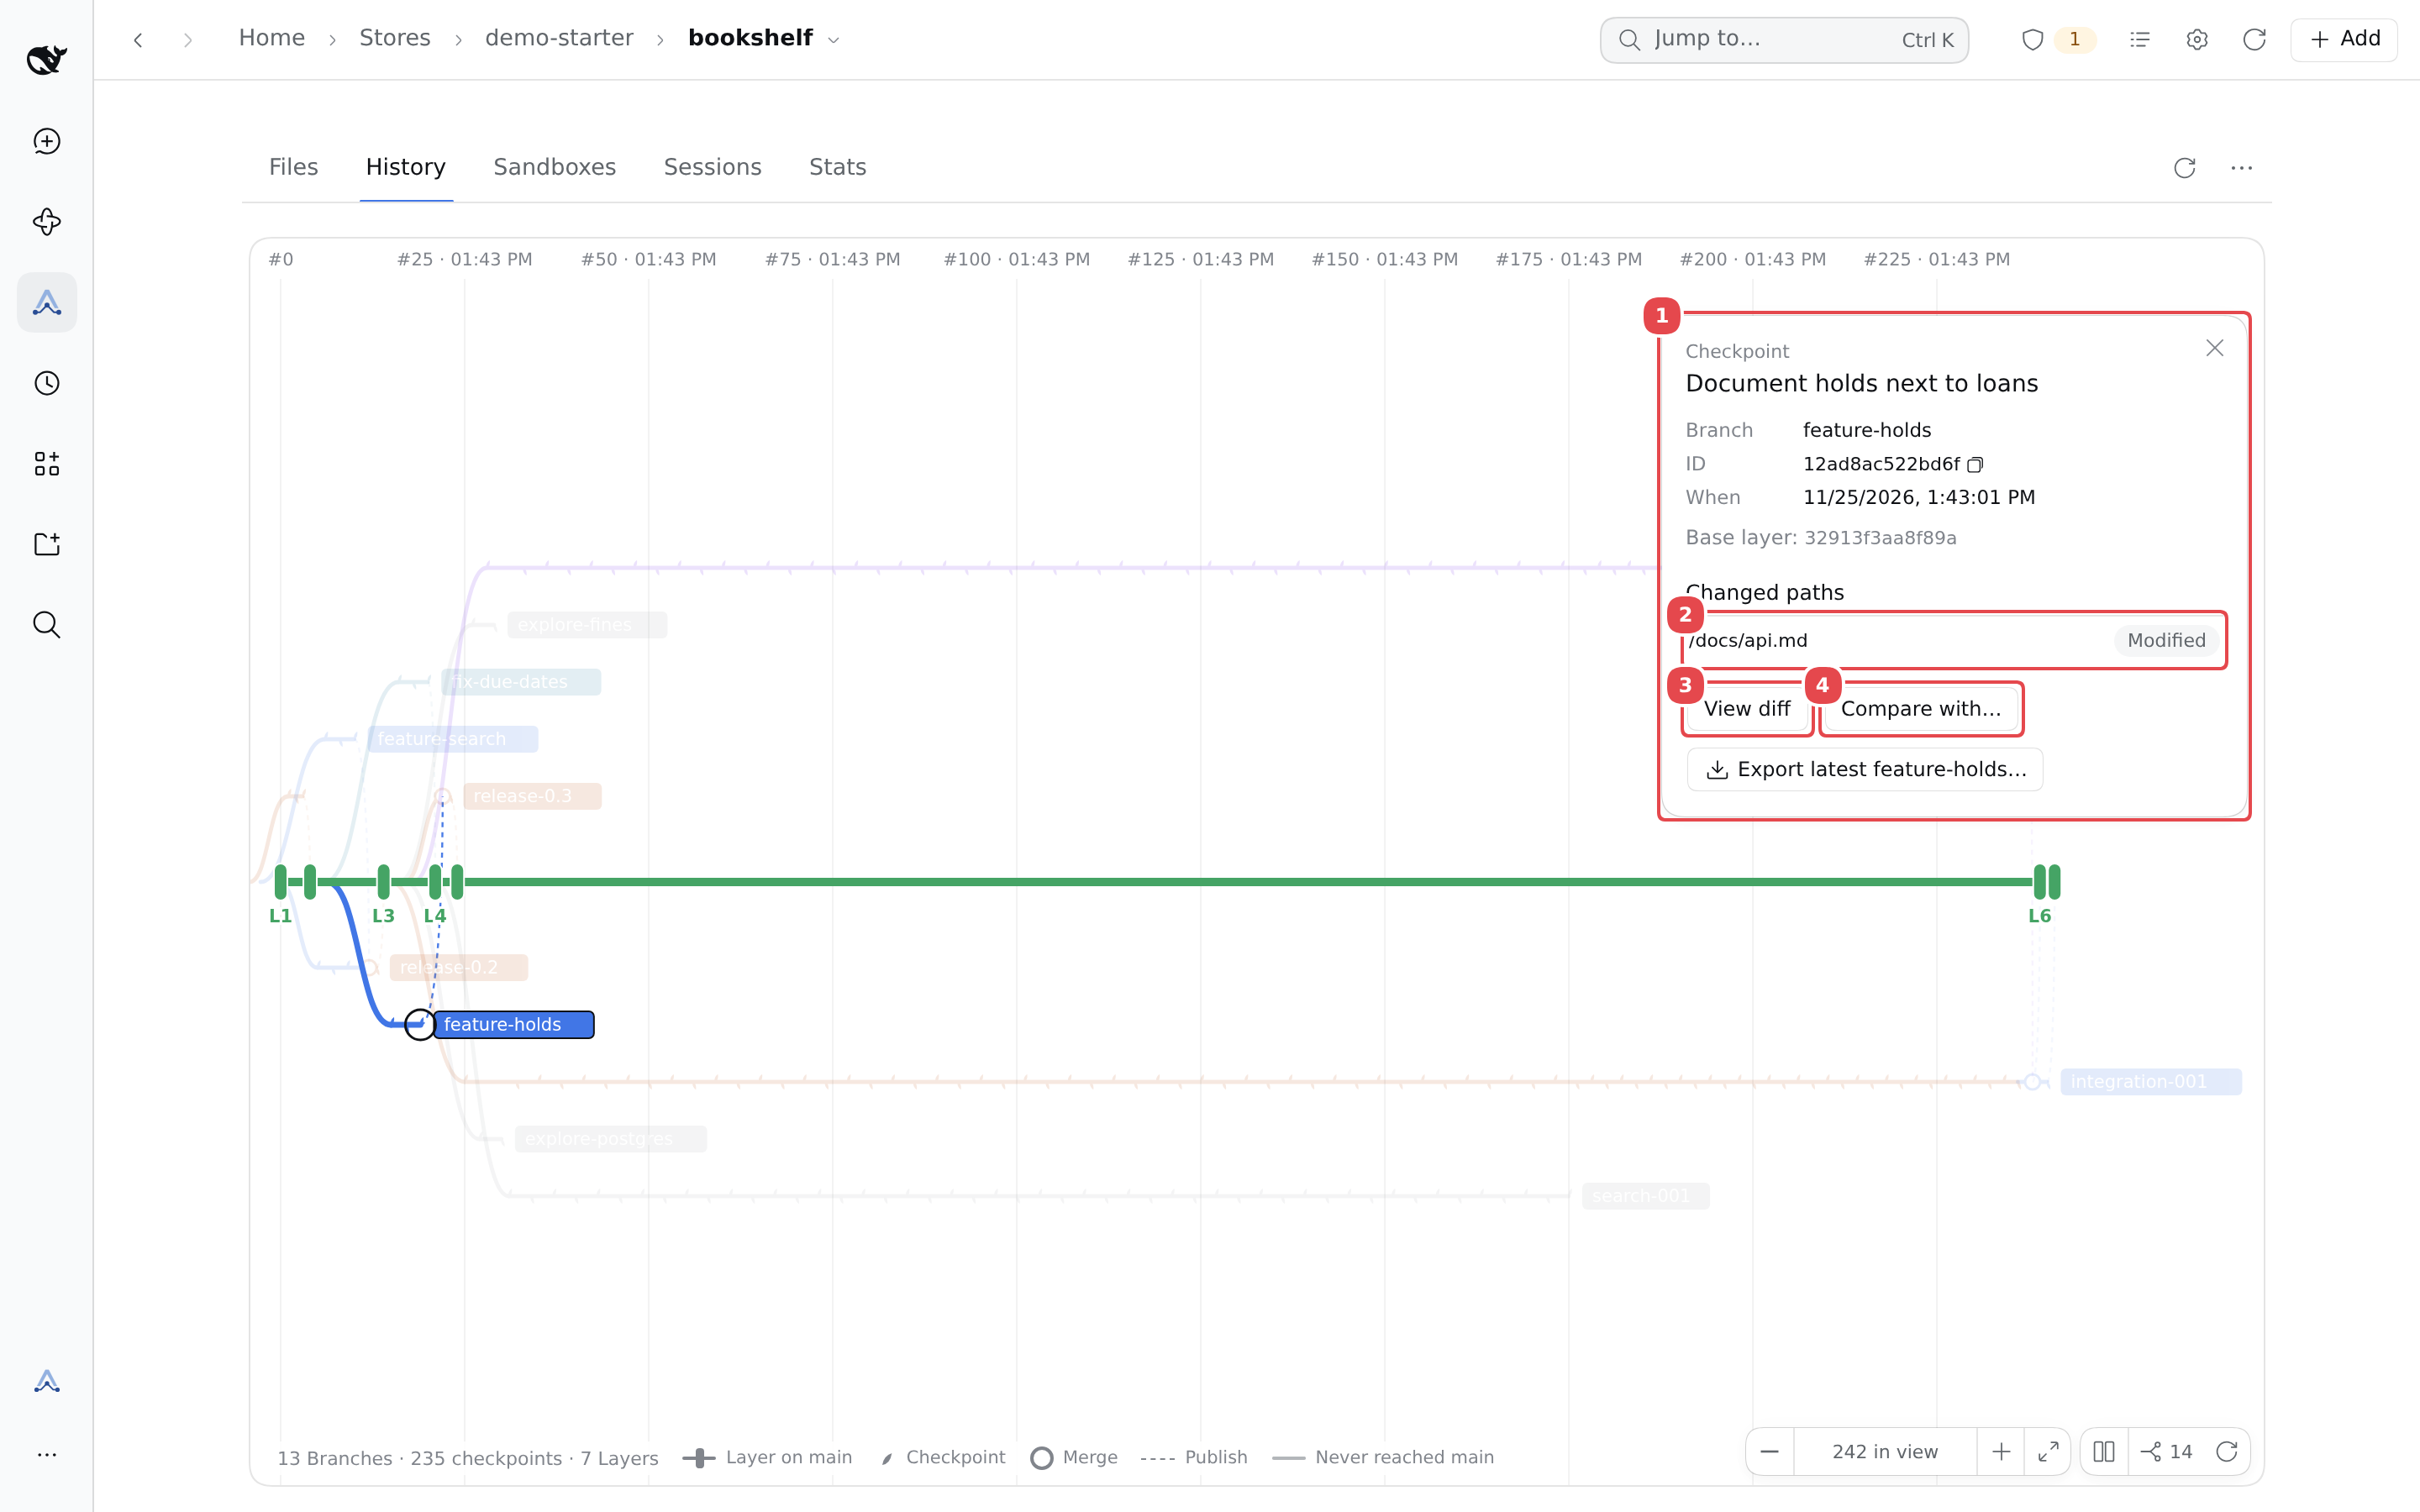 Home › Stores › demo-starter › bookshelf
Jump to... Ctrl K
1
Add
Files History Sandboxes Sessions Stats
#0 #25 · 01:43 PM #50 · 01:43 PM #75 · 01:43 PM #100 · 01:43 PM #125 · 01:43 PM #150 · 01:43 PM #175 · 01:43 PM #200 · 01:43 PM #225 · 01:43 PM
1
Checkpoint
Document holds next to loans
Branch feature-holds
ID 12ad8ac522bd6f
When 11/25/2026, 1:43:01 PM
Base layer: 32913f3aa8f89a
Changed paths
2
/docs/api.md Modified
3 View diff
4 Compare with...
Export latest feature-holds...
explore-fines
fix-due-dates
feature-search
release-0.3
L1 L3 L4 L6
release-0.2
feature-holds
integration-001
explore-postgres
search-001
13 Branches · 235 checkpoints · 7 Layers Layer on main Checkpoint Merge Publish Never reached main
242 in view
14